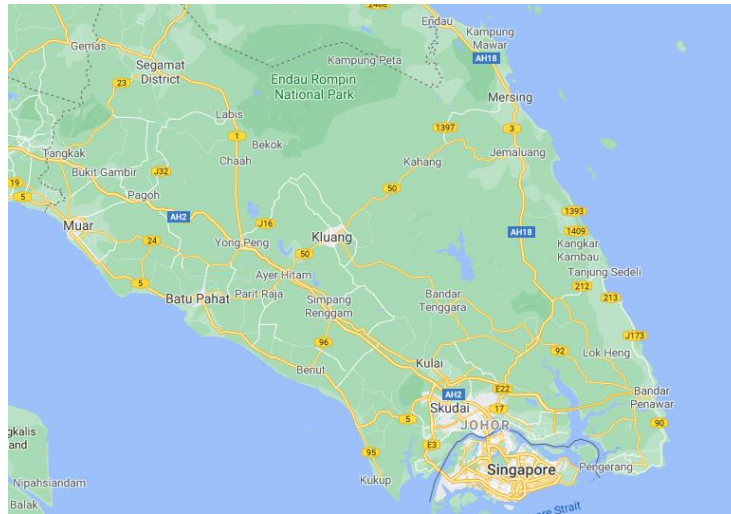 2488
Endau
Kampung
Mawar
Gemas
Segamat
District
Kampung Peta
AH18
Endau Rompin
National Park
23
Mersing
Labis
1397
3
1
Bekok
Tangkak
Chaah
Kahang
Jemaluang
Bukit Gambir
J32
19
5
Pagoh
50
AH2
1393
Muar
J16
1409
AH18
24
Yong Peng
Kluang
Kangkar
Kambau
50
Ayer Hitam
Tanjung Sedeli
5
212
Batu Pahat
Parit Raja
Simpang
Renggam
Bandar
Tenggara
213
J173
96
92
Lok Heng
Benut
Kulai
E22
Bandar
Penawar
AH2
Skudai
17
5
JOHOR
90
gkalis
and
E3
95
Singapore
Pengerang
Kukup
Nipahsiandam
Balak
ore Strait